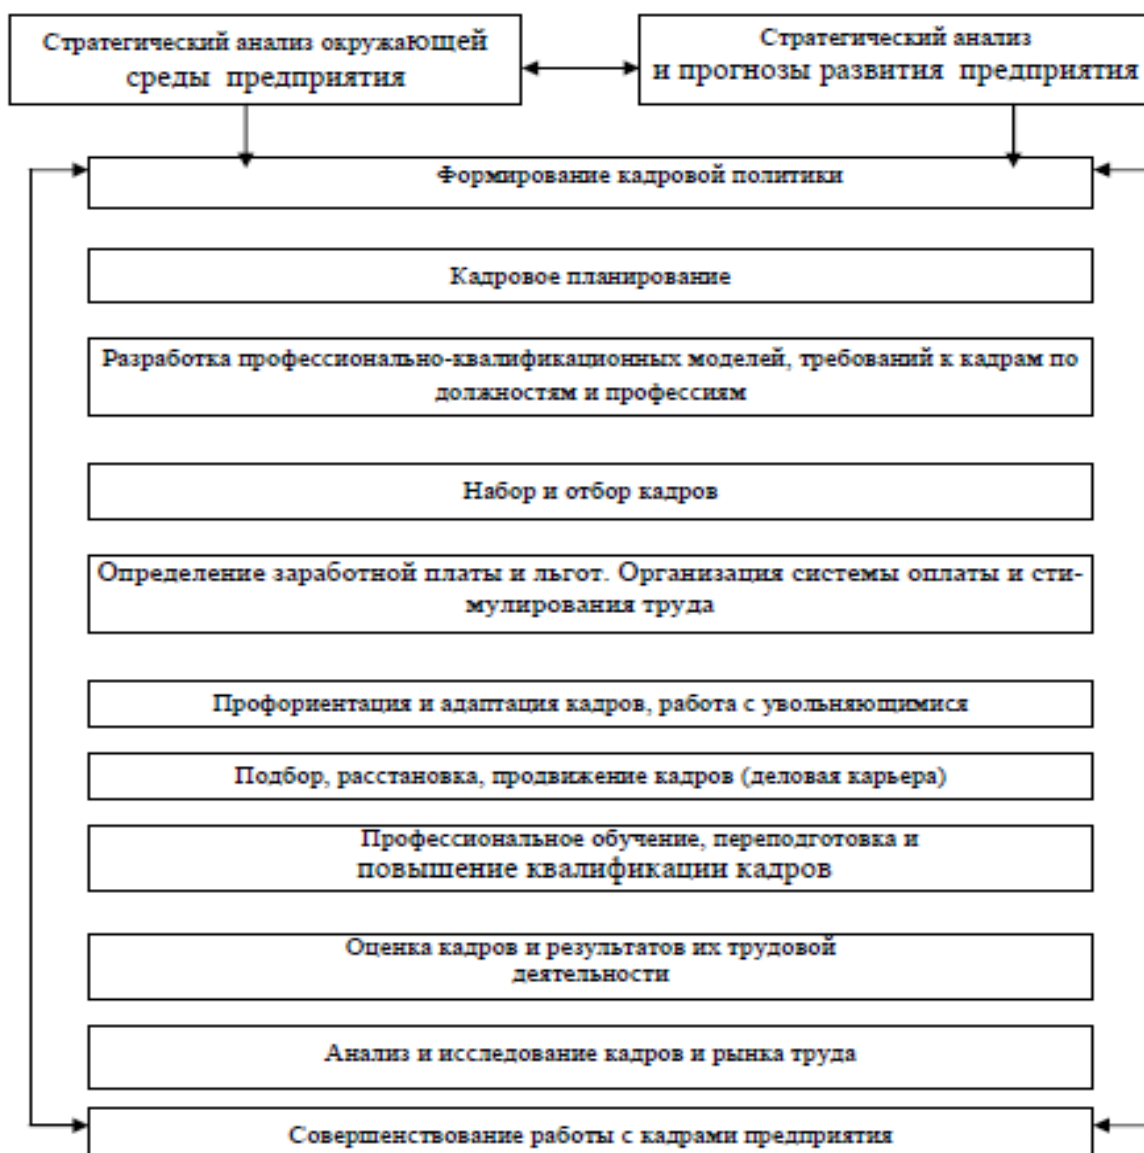 Стратегический анализ окружающей
среды предприятия
Стратегический анализ
и прогнозы развития предприятия
Формирование кадровой политики
Кадровое планирование
Разработка профессионально-квалификационных моделей, требований к кадрам по
должностям и профессиям
Набор и отбор кадров
Определение заработной платы и льгот. Организация системы оплаты и сти-
мулирования труда
Профориентация и адаптация кадров, работа с увольняющимися
Подбор, расстановка, продвижение кадров (деловая карьера)
Профессиональное обучение, переподготовка и
повышение квалификации кадров
Оценка кадров и результатов их трудовой
деятельности
Анализ и исследование кадров и рынка труда
Совершенствование работы с кадрами предприятия